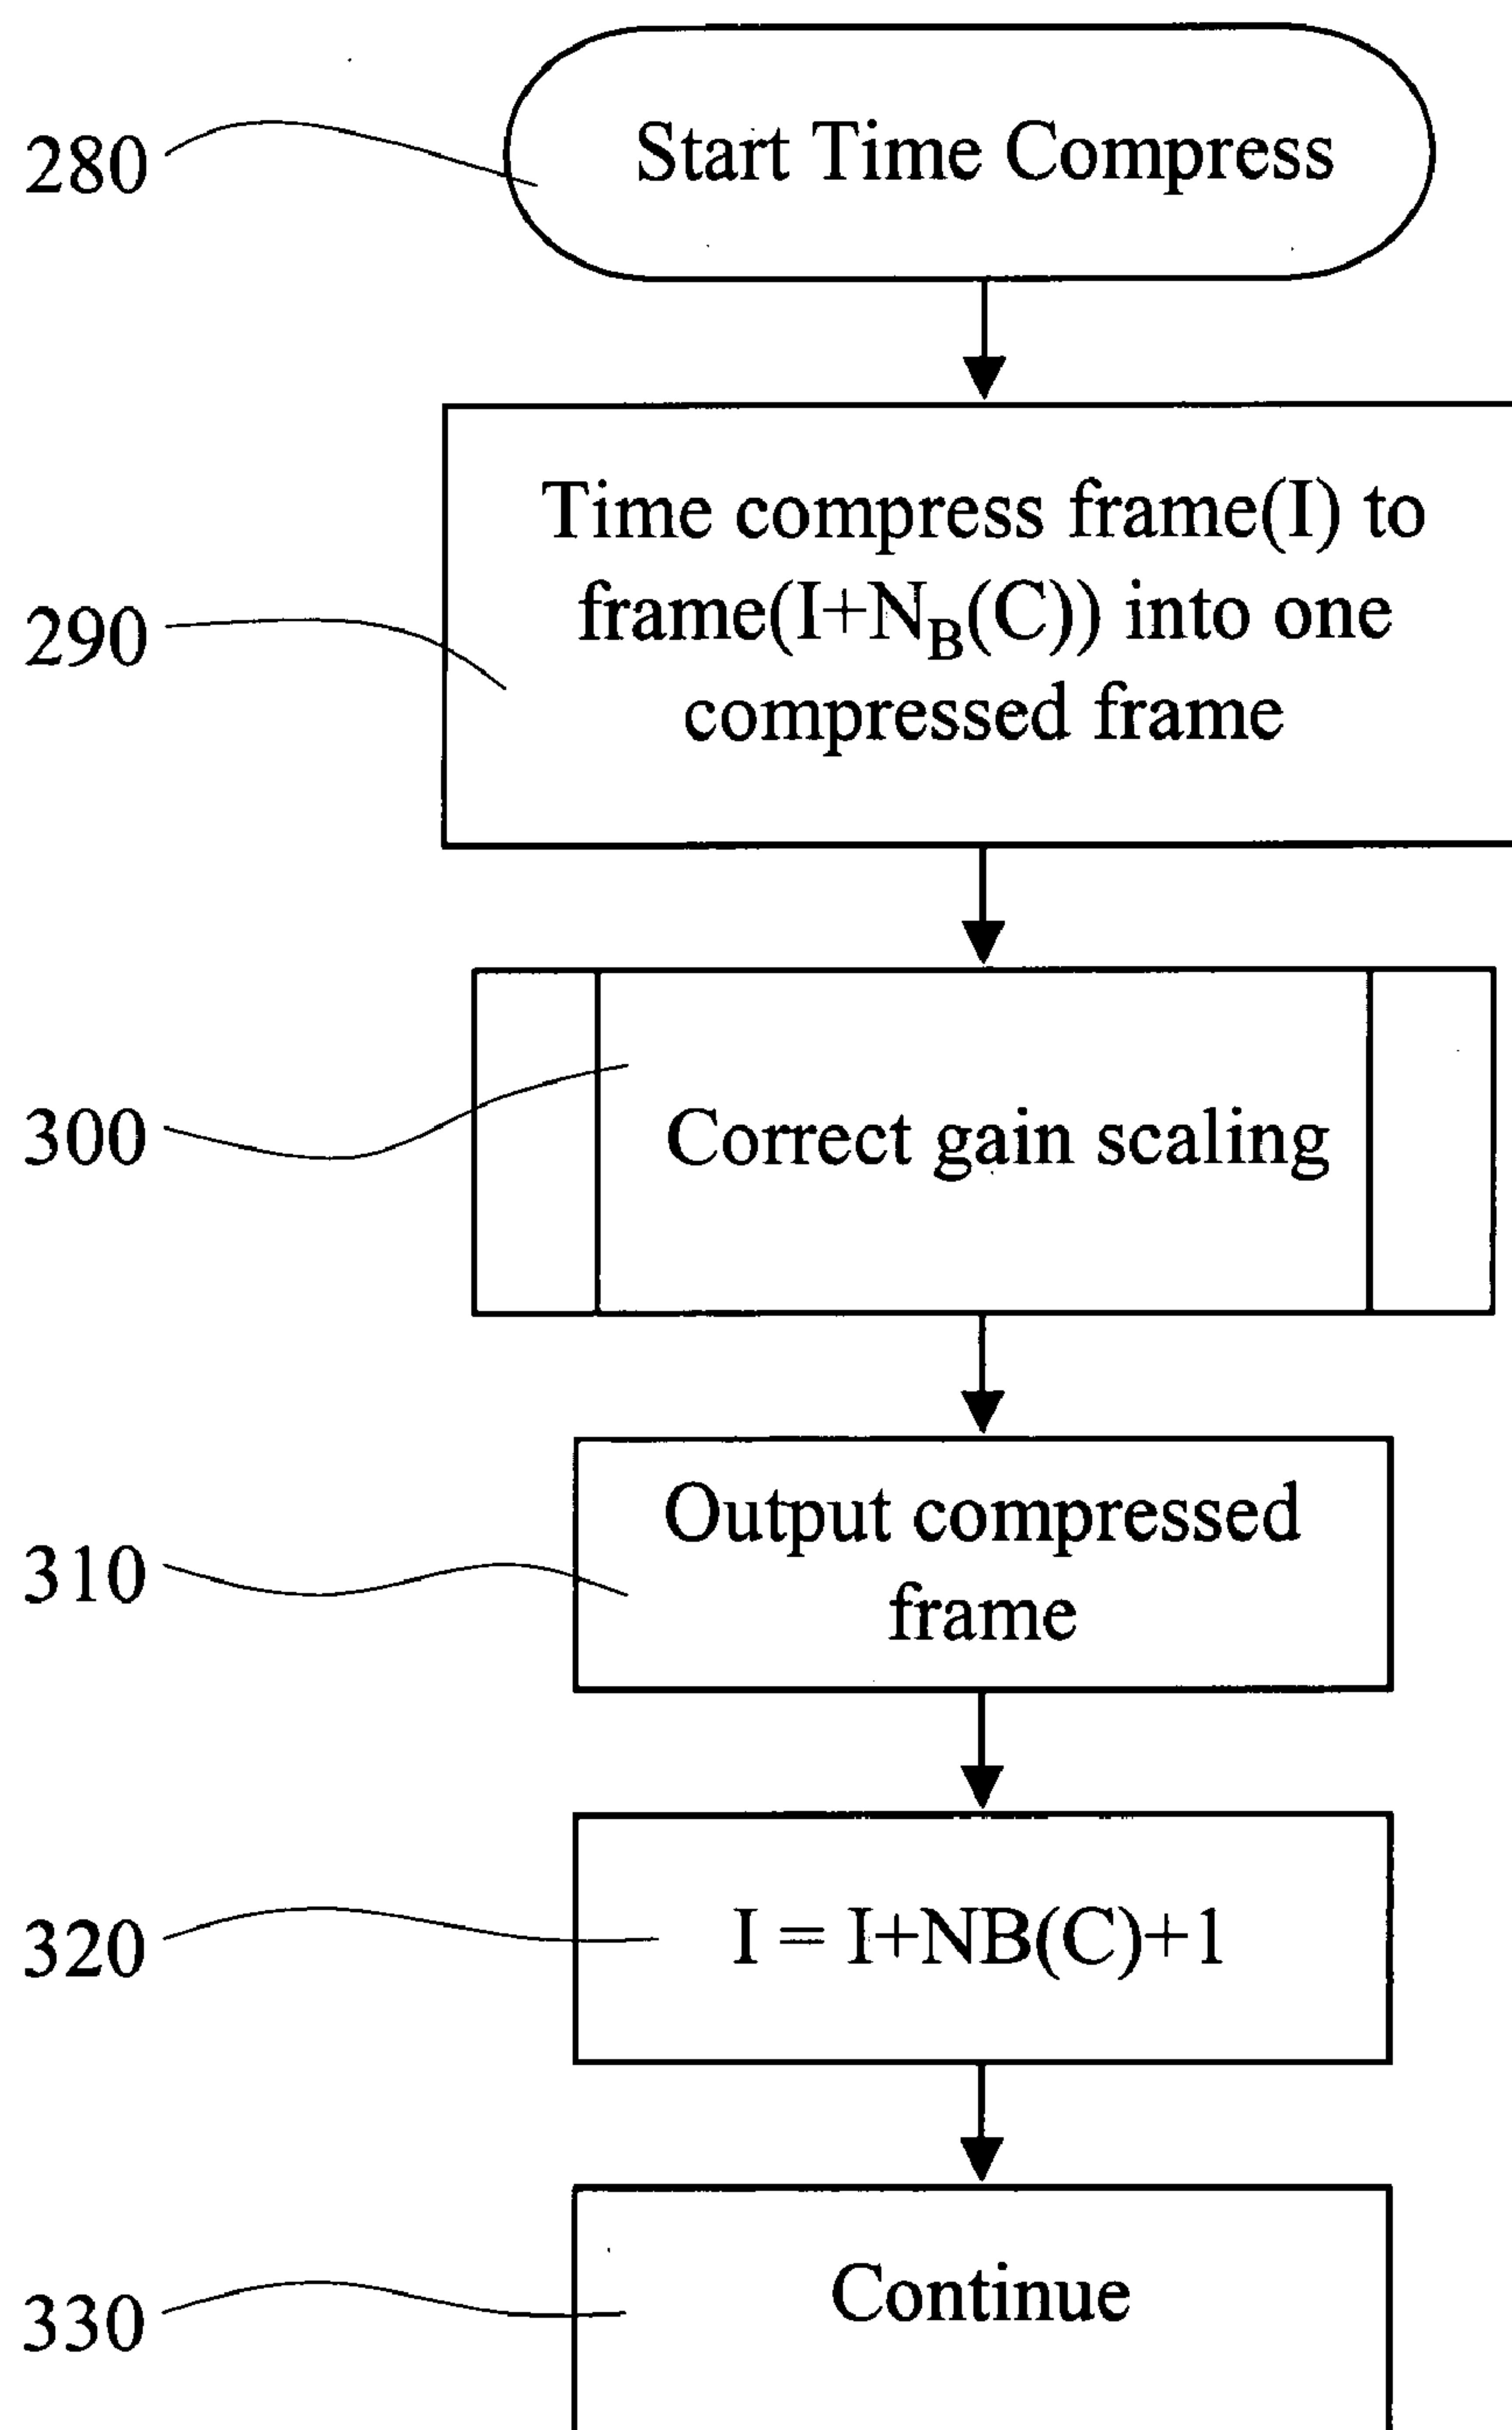 280
Start Time Compress
290
Time compress frame(I) to
frame(I+N_B(C)) into one
compressed frame
300
Correct gain scaling
310
Output compressed
frame
320
I = I+NB(C)+1
330
Continue